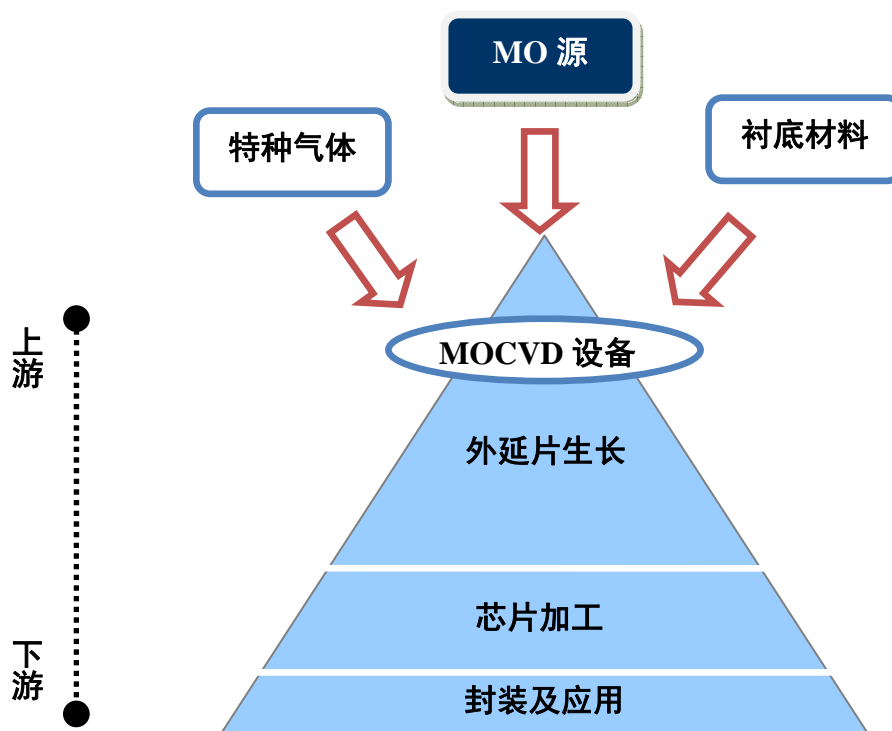 MO 源
特种气体
衬底材料
上游
MOCVD 设备
外延片生长
芯片加工
下游
封装及应用